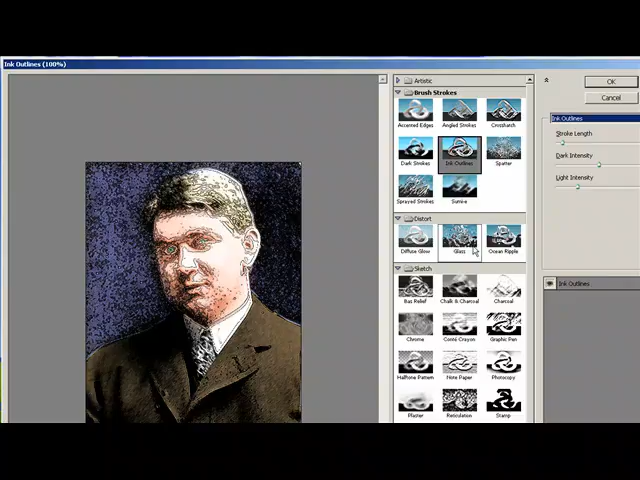 Ink Outlines (100%)
Artistic
Brush Strokes
Accented Edges Angled Strokes Crosshatch
Dark Strokes Ink Outlines Spatter
Sprayed Strokes Sumi-e
Distort
Diffuse Glow Glass Ocean Ripple
Sketch
Bas Relief Chalk & Charcoal Charcoal
Chrome Conté Crayon Graphic Pen
Halftone Pattern Note Paper Photocopy
Plaster Reticulation Stamp
OK
Cancel
Ink Outlines
Stroke Length
Dark Intensity
Light Intensity
Ink Outlines